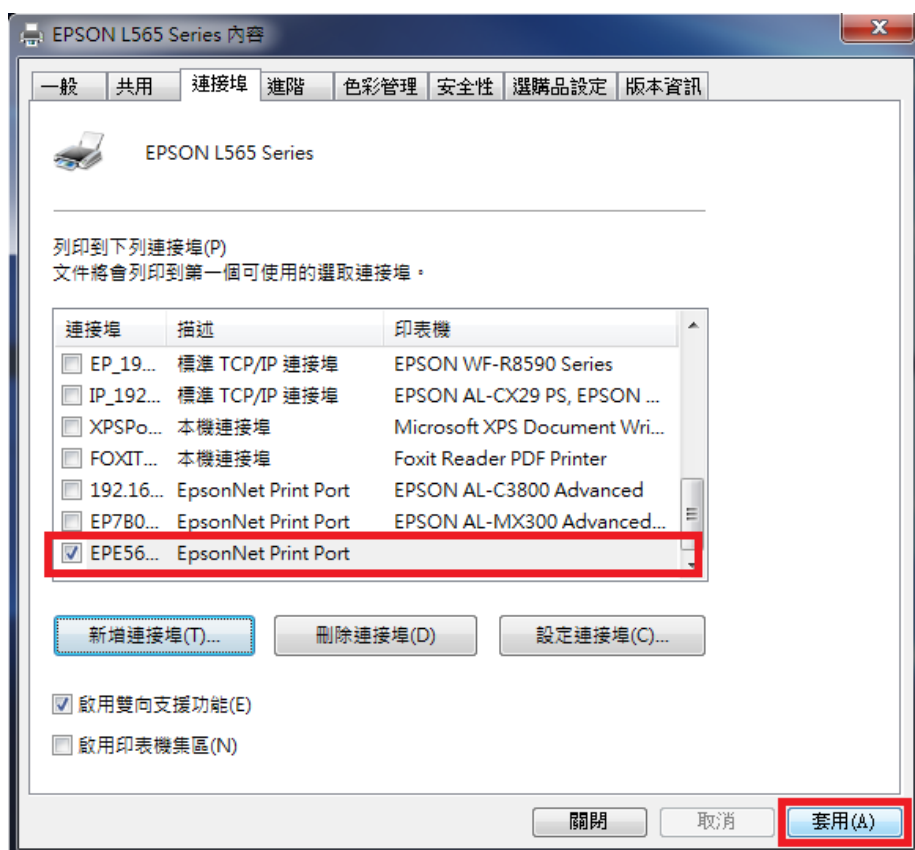 EPSON L565 Series 內容
一般 共用 連接埠 進階 色彩管理 安全性 選購品設定 版本資訊
EPSON L565 Series
列印到下列連接埠(P)
文件將會列印到第一個可使用的選取連接埠。
連接埠 描述 印表機
EP_19... 標準 TCP/IP 連接埠 EPSON WF-R8590 Series
IP_192... 標準 TCP/IP 連接埠 EPSON AL-CX29 PS, EPSON ...
XPSPo... 本機連接埠 Microsoft XPS Document Wri...
FOXIT... 本機連接埠 Foxit Reader PDF Printer
192.16... EpsonNet Print Port EPSON AL-C3800 Advanced
EP7B0... EpsonNet Print Port EPSON AL-MX300 Advanced...
EPE56... EpsonNet Print Port
新增連接埠(T)... 刪除連接埠(D) 設定連接埠(C)...
啟用雙向支援功能(E)
啟用印表機集區(N)
關閉 取消 套用(A)